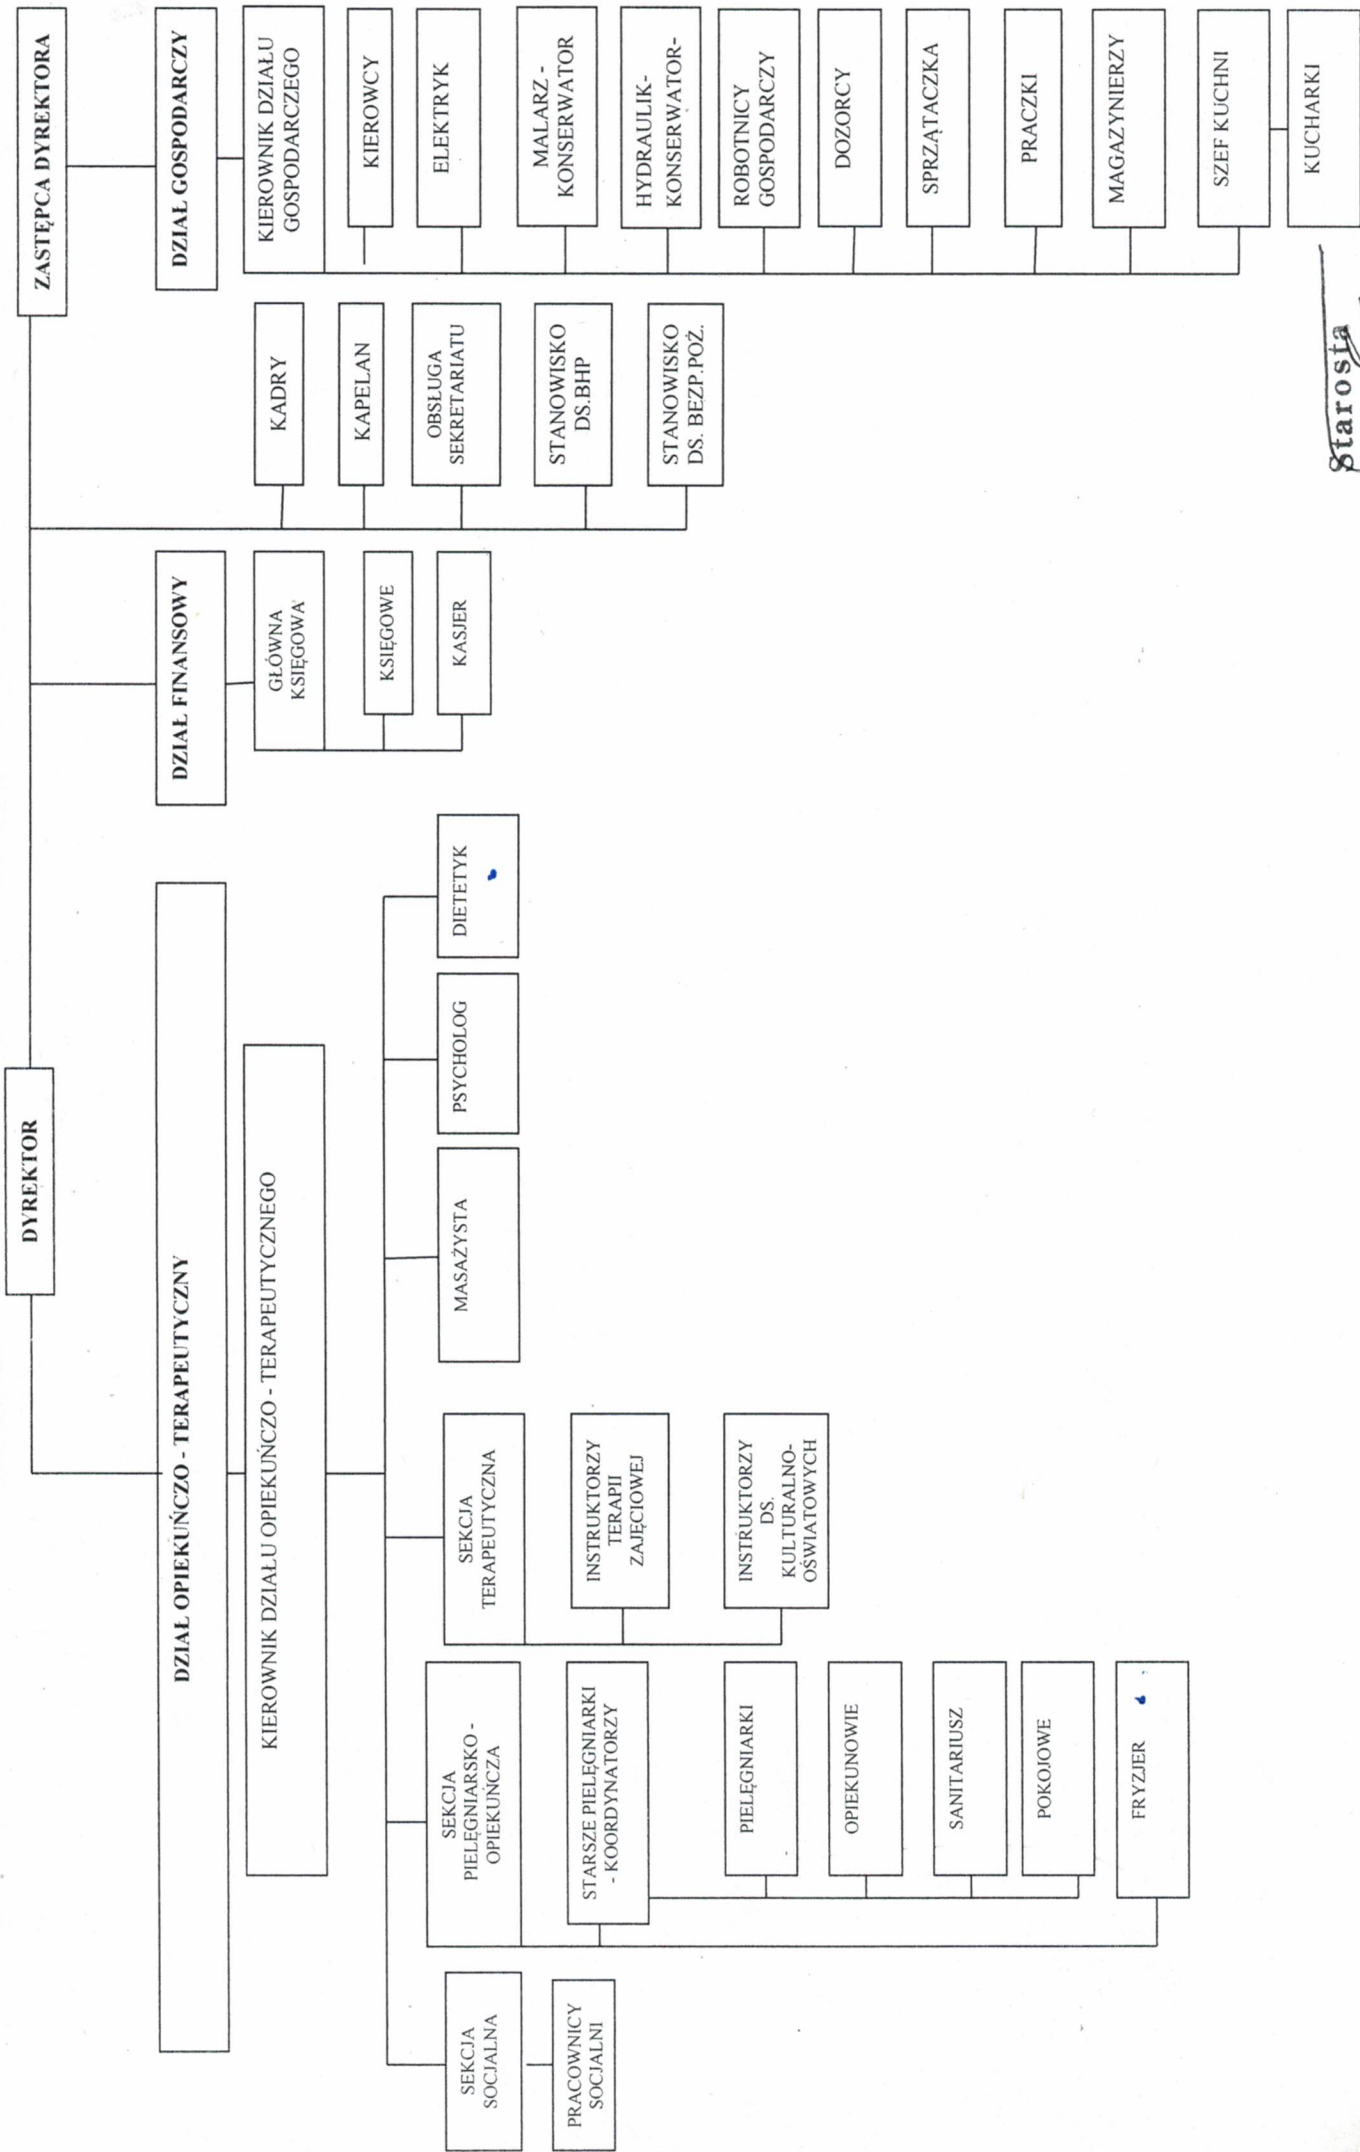 DYREKTOR
ZASTĘPCA DYREKTORA
DZIAŁ OPIEKUŃCZO - TERAPEUTYCZNY
KIEROWNIK DZIAŁU OPIEKUŃCZO - TERAPEUTYCZNEGO
SEKCJA
SOCJALNA
PRACOWNICY
SOCJALNI
SEKCJA
PIELĘGNIARSKO -
OPIEKUŃCZA
STARSZE PIELĘGNIARKI
- KOORDYNATORZY
PIELĘGNIARKI
OPIEKUNOWIE
SANITARIUSZ
POKOJOWE
FRYZJER
SEKCJA
TERAPEUTYCZNA
INSTRUKTORZY
TERAPII
ZAJĘCIOWEJ
INSTRUKTORZY
DS.
KULTURALNO-
OŚWIATOWYCH
MASAŻYSTA
PSYCHOLOG
DIETETYK
DZIAŁ FINANSOWY
GŁÓWNA
KSIĘGOWA
KSIĘGOWE
KASJER
KADRY
KAPELAN
OBSŁUGA
SEKRETARIATU
STANOWISKO
DS.BHP
STANOWISKO
DS. BEZP.POŻ.
DZIAŁ GOSPODARCZY
KIEROWNIK DZIAŁU
GOSPODARCZEGO
KIEROWCY
ELEKTRYK
MALARZ -
KONSERWATOR
HYDRAULIK-
KONSERWATOR-
ROBOTNICY
GOSPODARCZY
DOZORCY
SPRZĄTACZKA
PRACZKI
MAGAZYNIERZY
SZEF KUCHNI
KUCHARKI
Starosta